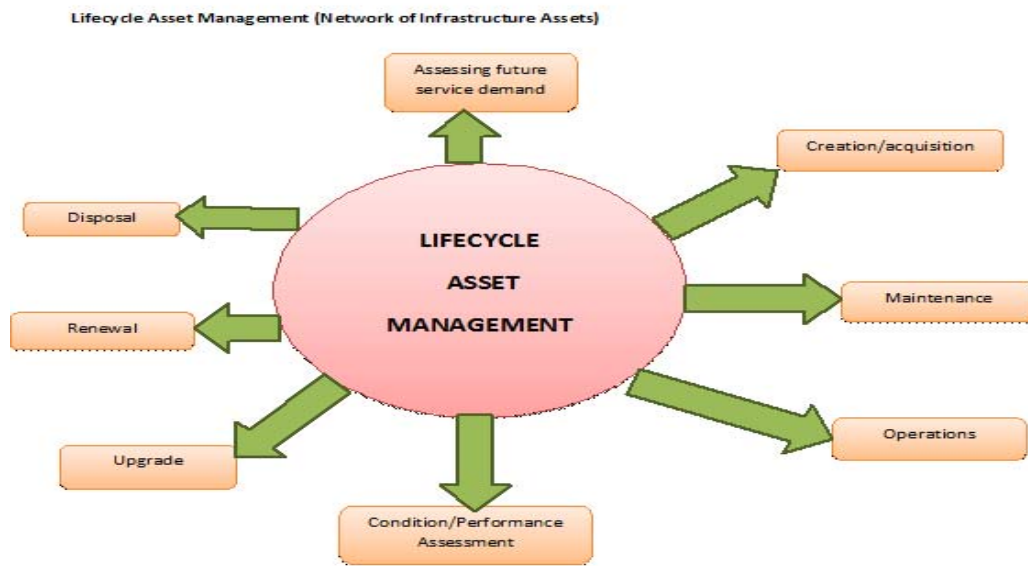 Lifecycle Asset Management (Network of Infrastructure Assets)
Assessing future
service demand
Creation/acquisition
Disposal
LIFECYCLE
ASSET
MANAGEMENT
Maintenance
Renewal
Operations
Upgrade
Condition/Performance
Assessment